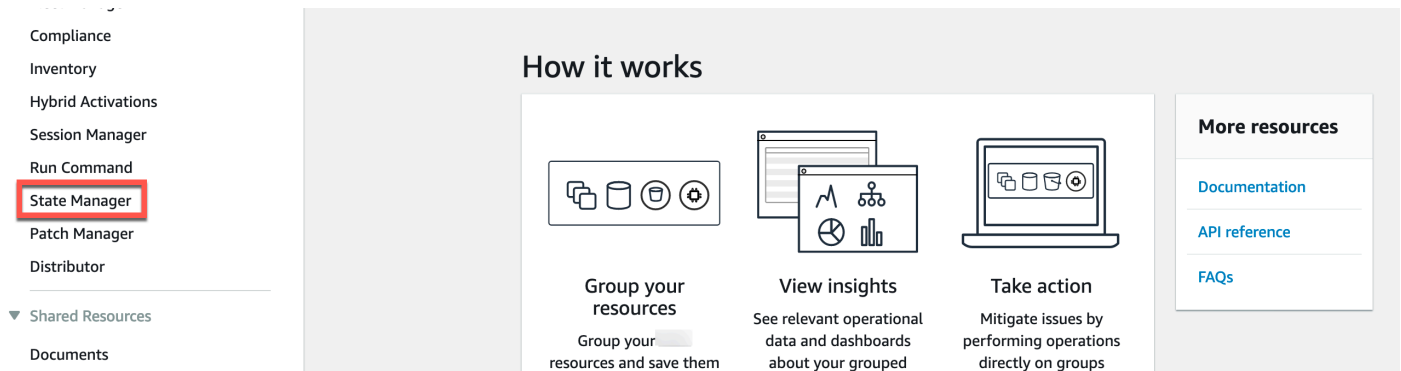 Compliance
Inventory
Hybrid Activations
Session Manager
Run Command
State Manager
Patch Manager
Distributor
Shared Resources
Documents
How it works
Group your
resources
Group your
resources and save them
View insights
See relevant operational
data and dashboards
about your grouped
Take action
Mitigate issues by
performing operations
directly on groups
More resources
Documentation
API reference
FAQs